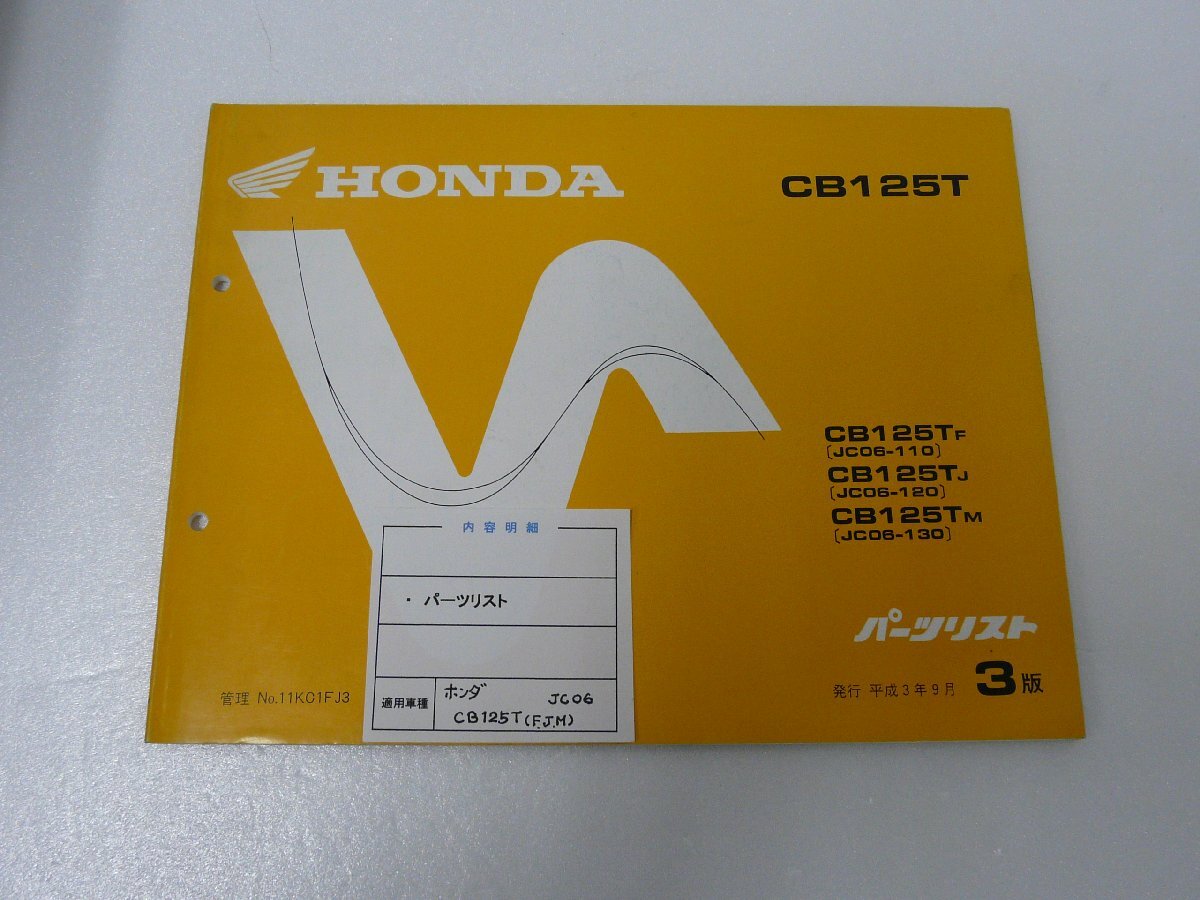 HONDA
CB125T
CB125TF
[JC06-110]
CB125TJ
[JC06-120]
CB125TM
[JC06-130]
パーツリスト
発行 平成3年9月 3版
管理 No.11KC1FJ3
内容明細
・ パーツリスト
適用車種
ホンダ JC06
CB125T(F.J.M)